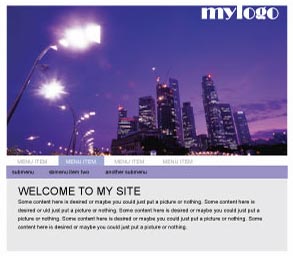 mylogo
MENU ITEM MENU ITEM MENU ITEM MENU ITEM
submenu submenu item two another submenu
WELCOME TO MY SITE
Some content here is desired or maybe you could just put a picture or nothing. Some content here is
desired or uld just put a picture or nothing. Some content here is desired or maybe you could just put a
picture or nothing. Some content here is desired or maybe you could just put a picture or nothing. Some
content here is desired or maybe you could just put a picture or nothing.